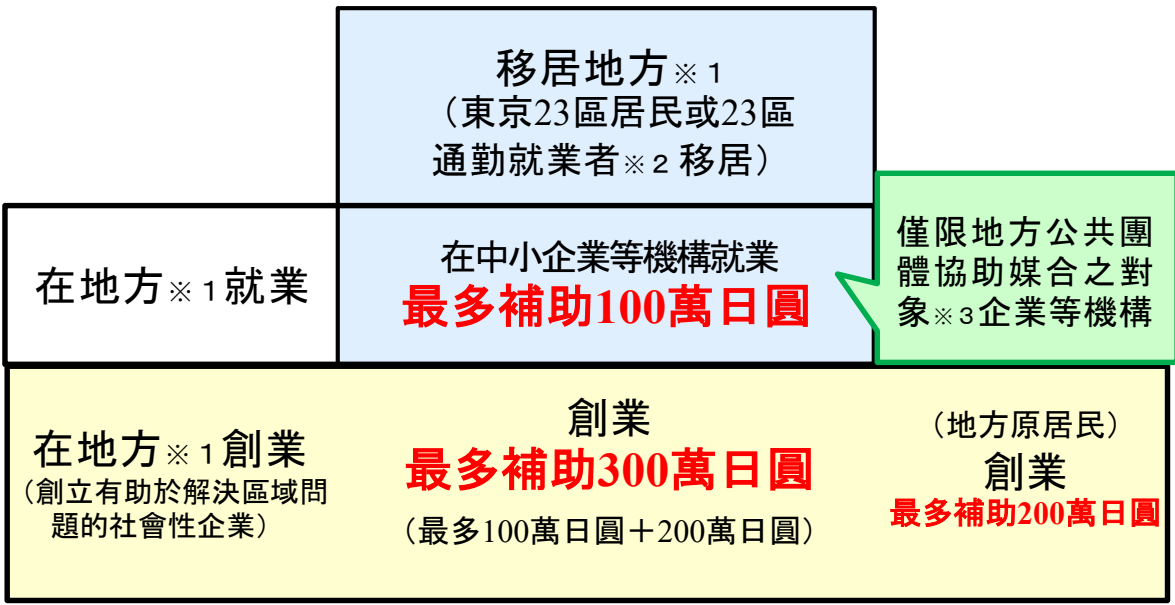 移居地方※1
（東京23區居民或23區
通勤就業者※2 移居）
在地方※1就業
在中小企業等機構就業
最多補助100萬日圓
僅限地方公共團
體協助媒合之對
象※3企業等機構
在地方※1創業
（創立有助於解決區域問
題的社會性企業）
創業
最多補助300萬日圓
（最多100萬日圓＋200萬日圓）
（地方原居民）
創業
最多補助200萬日圓